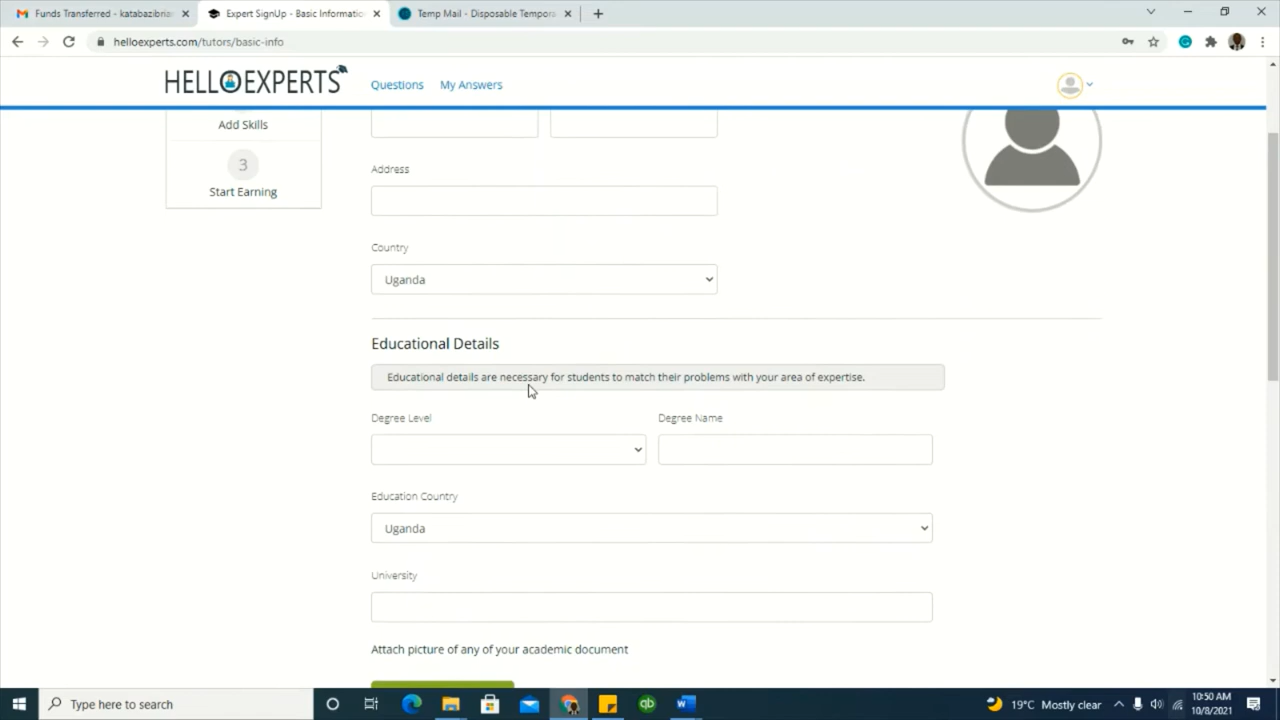 Funds Transferred - katabazibrian
Expert SignUp - Basic Informatio
Temp Mail - Disposable Tempora
helloexperts.com/tutors/basic-info
HELLOEXPERTS
Questions
My Answers
Add Skills
3
Start Earning
Address
Country
Uganda
Educational Details
Educational details are necessary for students to match their problems with your area of expertise.
Degree Level
Degree Name
Education Country
Uganda
University
Attach picture of any of your academic document
Type here to search
19°C Mostly clear
10:50 AM
10/8/2021